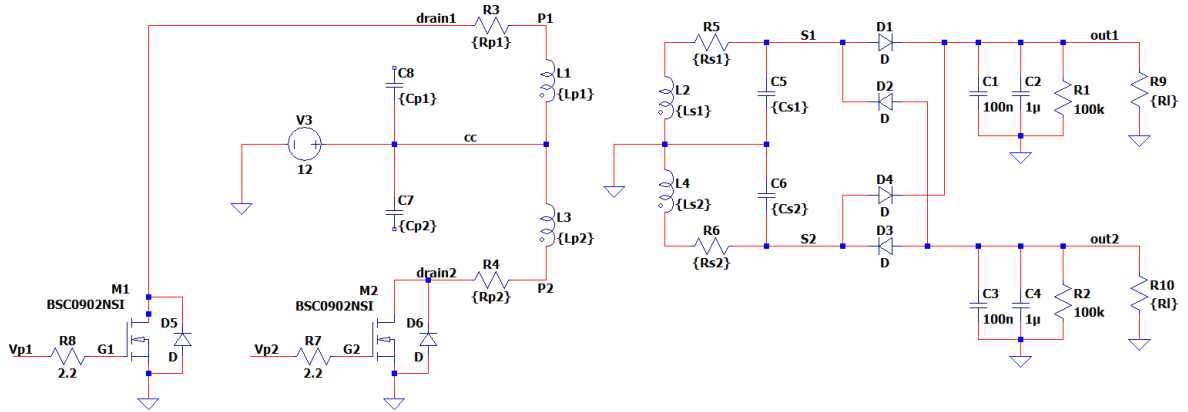 drain1
R3
{Rp1}
P1
L1
{Lp1}
C8
{Cp1}
V3
12
cc
C7
{Cp2}
L3
{Lp2}
drain2
R4
{Rp2}
P2
M1
BSC0902NSI
D5
D
Vp1
R8
2.2
G1
M2
BSC0902NSI
D6
D
Vp2
R7
2.2
G2
R5
{Rs1}
S1
D1
D
out1
L2
{Ls1}
C5
{Cs1}
D2
D
C1
100n
C2
1µ
R1
100k
R9
{Rl}
L4
{Ls2}
C6
{Cs2}
D4
D
R6
{Rs2}
S2
D3
D
out2
C3
100n
C4
1µ
R2
100k
R10
{Rl}